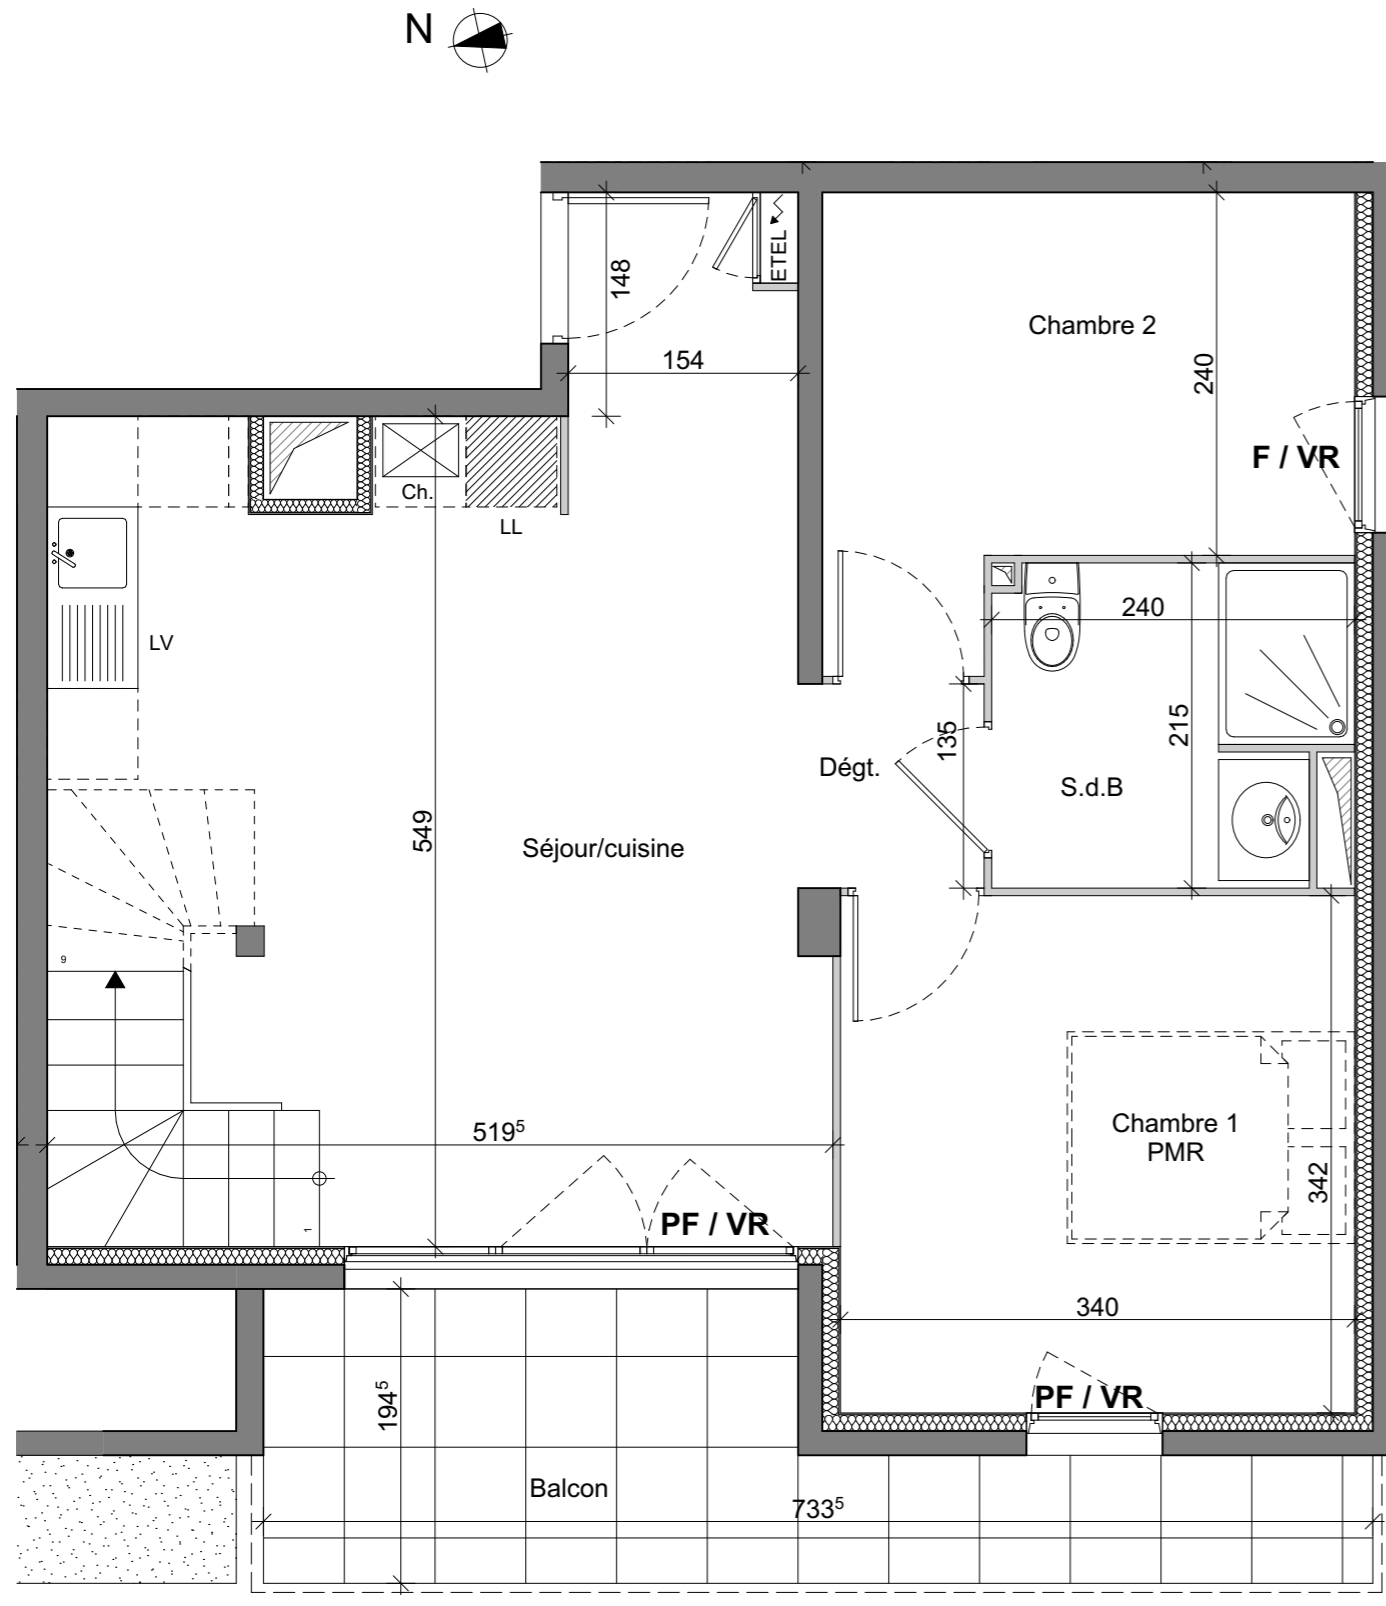 N
148
ETEL
154
Chambre 2
240
F / VR
Ch.
LL
LV
240
215
135
Dégt.
S.d.B
549
Séjour/cuisine
9
Chambre 1
PMR
342
519⁵
PF / VR
1
340
PF / VR
194⁵
Balcon
733⁵